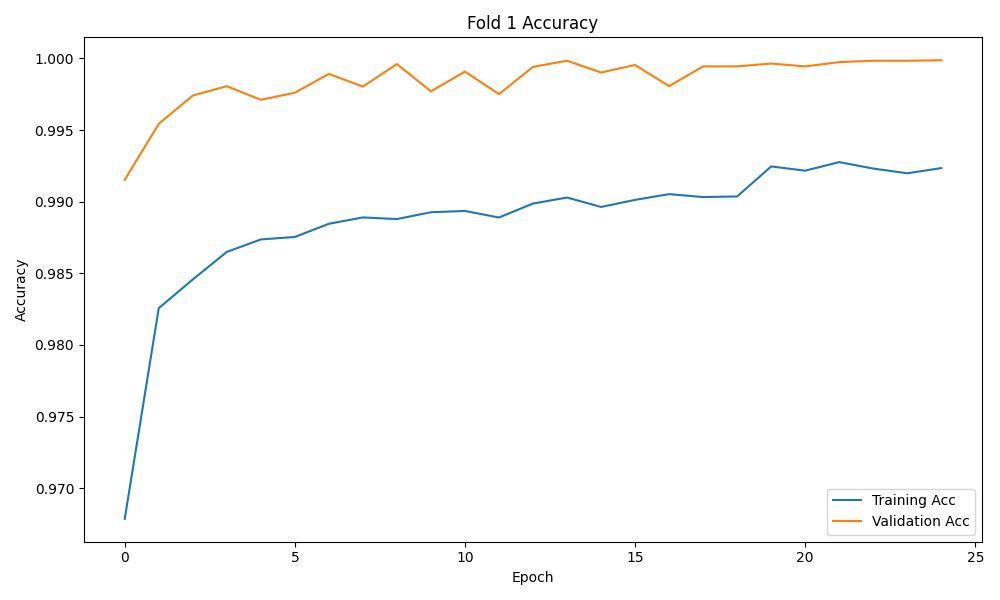 Fold 1 Accuracy
1.000
0.995
0.990
0.985
0.980
0.975
0.970
Accuracy
0 5 10 15 20 25
Epoch
Training Acc
Validation Acc